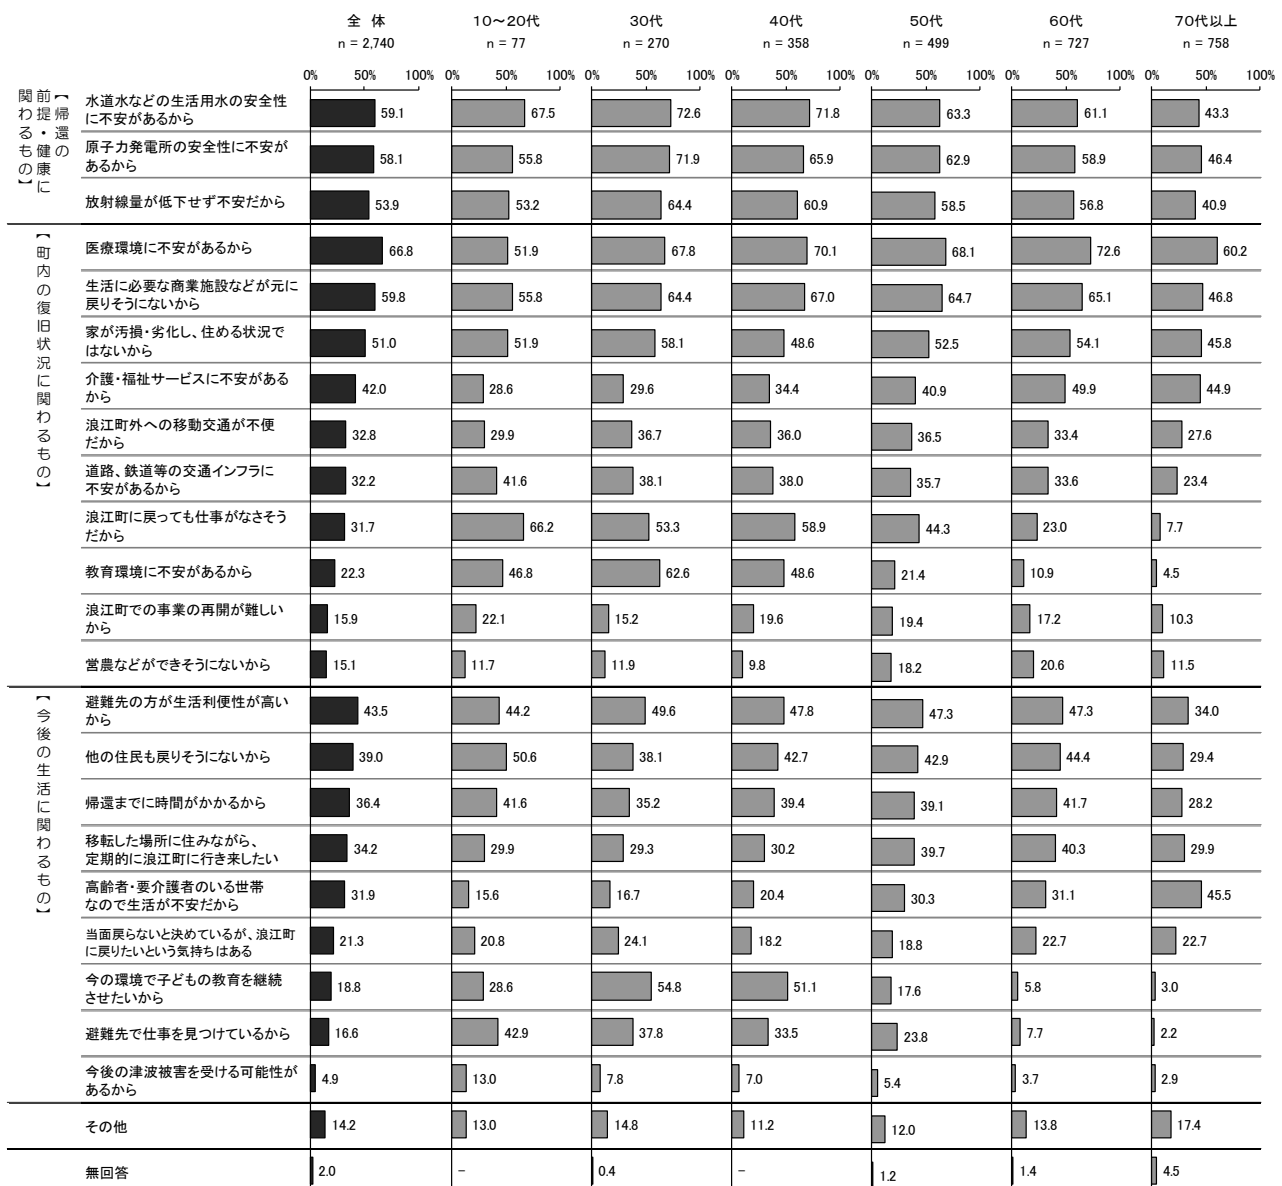 全 体 10～20代 30代 40代 50代 60代 70代以上
n = 2,740 n = 77 n = 270 n = 358 n = 499 n = 727 n = 758
0% 50% 100% 0% 50% 100% 0% 50% 100% 0% 50% 100% 0% 50% 100% 0% 50% 100% 0% 50% 100%
【帰還の
前提・健康に
関わるもの】
水道水などの生活用水の安全性
に不安があるから
59.1 67.5 72.6 71.8 63.3 61.1 43.3
原子力発電所の安全性に不安が
あるから
58.1 55.8 71.9 65.9 62.9 58.9 46.4
放射線量が低下せず不安だから
53.9 53.2 64.4 60.9 58.5 56.8 40.9
【町内の復旧状況に関わるもの】
医療環境に不安があるから
66.8 51.9 67.8 70.1 68.1 72.6 60.2
生活に必要な商業施設などが元に
戻りそうにないから
59.8 55.8 64.4 67.0 64.7 65.1 46.8
家が汚損・劣化し、住める状況で
はないから
51.0 51.9 58.1 48.6 52.5 54.1 45.8
介護・福祉サービスに不安がある
から
42.0 28.6 29.6 34.4 40.9 49.9 44.9
浪江町外への移動交通が不便
だから
32.8 29.9 36.7 36.0 36.5 33.4 27.6
道路、鉄道等の交通インフラに
不安があるから
32.2 41.6 38.1 38.0 35.7 33.6 23.4
浪江町に戻っても仕事がなさそう
だから
31.7 66.2 53.3 58.9 44.3 23.0 7.7
教育環境に不安があるから
22.3 46.8 62.6 48.6 21.4 10.9 4.5
浪江町での事業の再開が難しい
から
15.9 22.1 15.2 19.6 19.4 17.2 10.3
営農などができそうにないから
15.1 11.7 11.9 9.8 18.2 20.6 11.5
【今後の生活に関わるもの】
避難先の方が生活利便性が高い
から
43.5 44.2 49.6 47.8 47.3 47.3 34.0
他の住民も戻りそうにないから
39.0 50.6 38.1 42.7 42.9 44.4 29.4
帰還までに時間がかかるから
36.4 41.6 35.2 39.4 39.1 41.7 28.2
移転した場所に住みながら、
定期的に浪江町に行き来したい
34.2 29.9 29.3 30.2 39.7 40.3 29.9
高齢者・要介護者のいる世帯
なので生活が不安だから
31.9 15.6 16.7 20.4 30.3 31.1 45.5
当面戻らないと決めているが、浪江町
に戻りたいという気持ちはある
21.3 20.8 24.1 18.2 18.8 22.7 22.7
今の環境で子どもの教育を継続
させたいから
18.8 28.6 54.8 51.1 17.6 5.8 3.0
避難先で仕事を見つけているから
16.6 42.9 37.8 33.5 23.8 7.7 2.2
今後の津波被害を受ける可能性が
あるから
4.9 13.0 7.8 7.0 5.4 3.7 2.9
その他
14.2 13.0 14.8 11.2 12.0 13.8 17.4
無回答
2.0 − 0.4 − 1.2 1.4 4.5